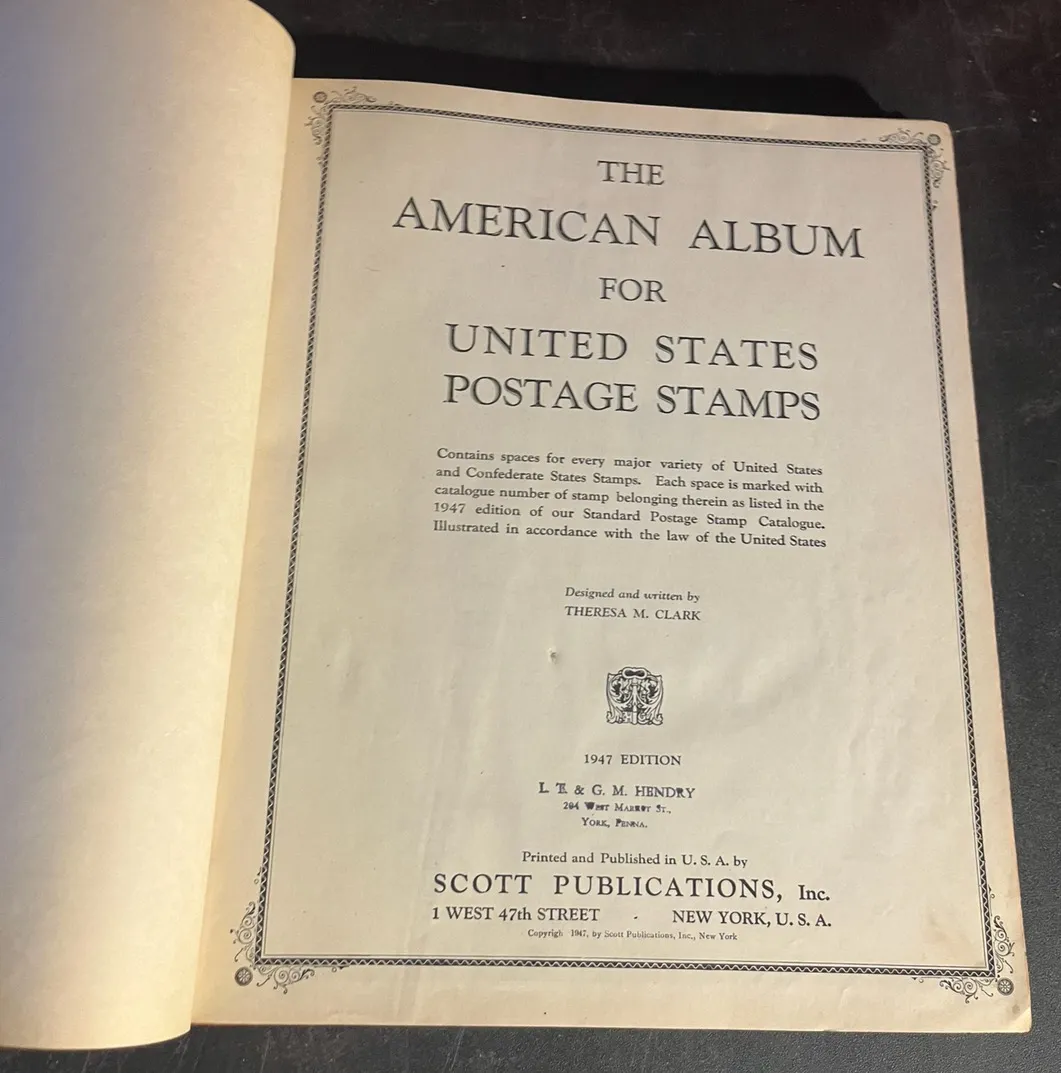 THE
AMERICAN ALBUM
FOR
UNITED STATES
POSTAGE STAMPS
Contains spaces for every major variety of United States
and Confederate States Stamps. Each space is marked with
catalogue number of stamp belonging therein as listed in the
1947 edition of our Standard Postage Stamp Catalogue.
Illustrated in accordance with the law of the United States
Designed and written by
THERESA M. CLARK
1947 EDITION
L. T. & G. M. HENDRY
204 WEST MARKET ST.,
YORK, PENNA.
Printed and Published in U. S. A. by
SCOTT PUBLICATIONS, Inc.
1 WEST 47th STREET - NEW YORK, U. S. A.
Copyrigh 1947, by Scott Publications, Inc., New York